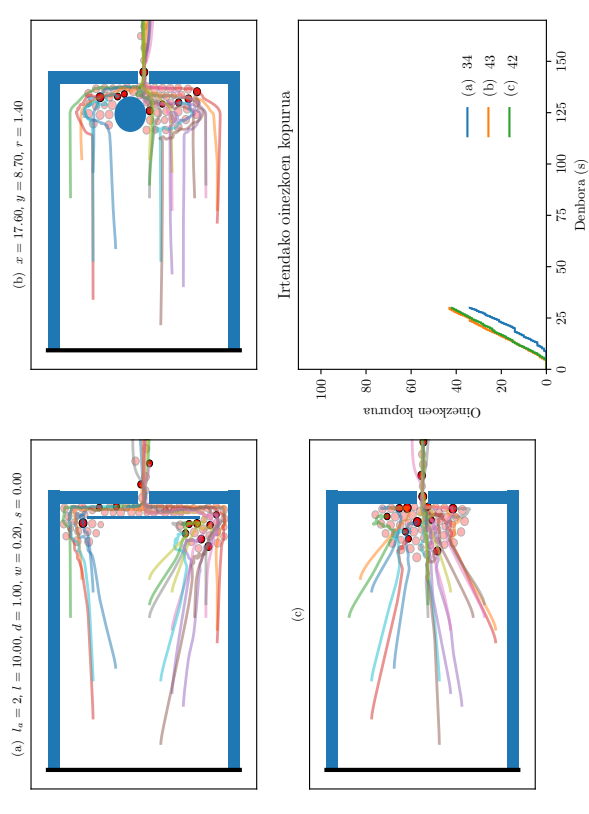 (a) l_a = 2, l = 10.00, d = 1.00, w = 0.20, s = 0.00
(b) x = 17.60, y = 8.70, r = 1.40
(c)
Irtendako oinezkoen kopurua
Oinezkoen kopurua
100
80
60
40
20
0
0
25
50
75
100
125
150
Denbora (s)
(a) 34
(b) 43
(c) 42